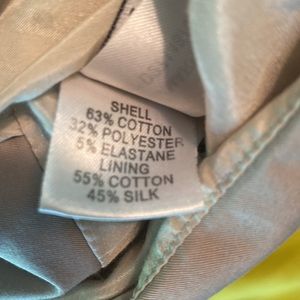 SHELL
63% COTTON
32% POLYESTER
5% ELASTANE
LINING
55% COTTON
45% SILK